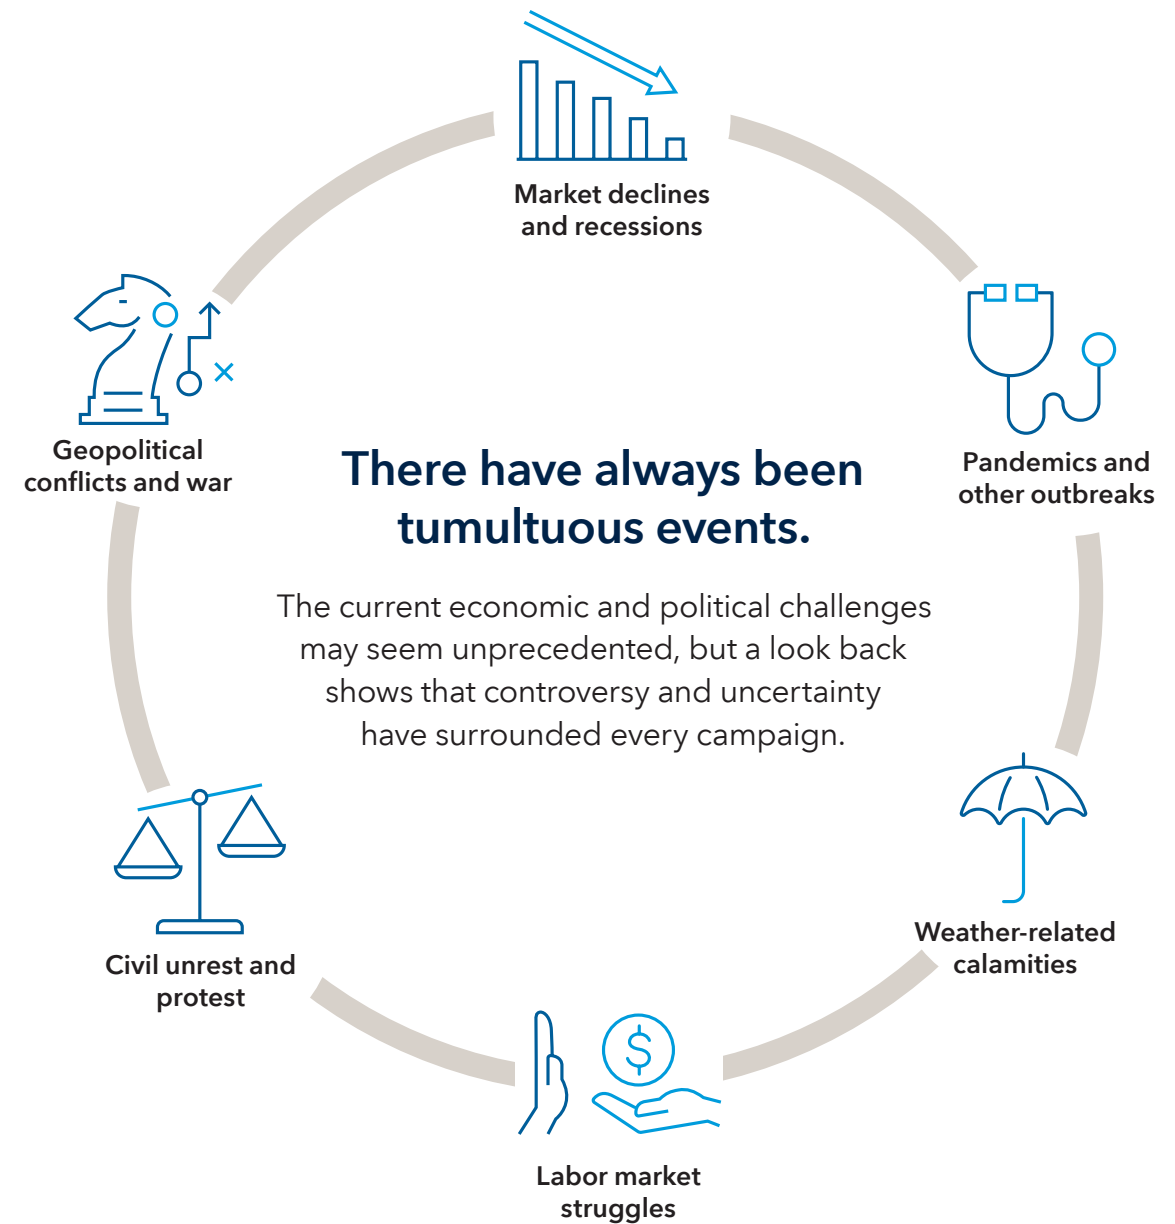 Market declines
and recessions
Geopolitical
conflicts and war
Pandemics and
other outbreaks
There have always been
tumultuous events.
The current economic and political challenges
may seem unprecedented, but a look back
shows that controversy and uncertainty
have surrounded every campaign.
Civil unrest and
protest
Weather-related
calamities
$
Labor market
struggles